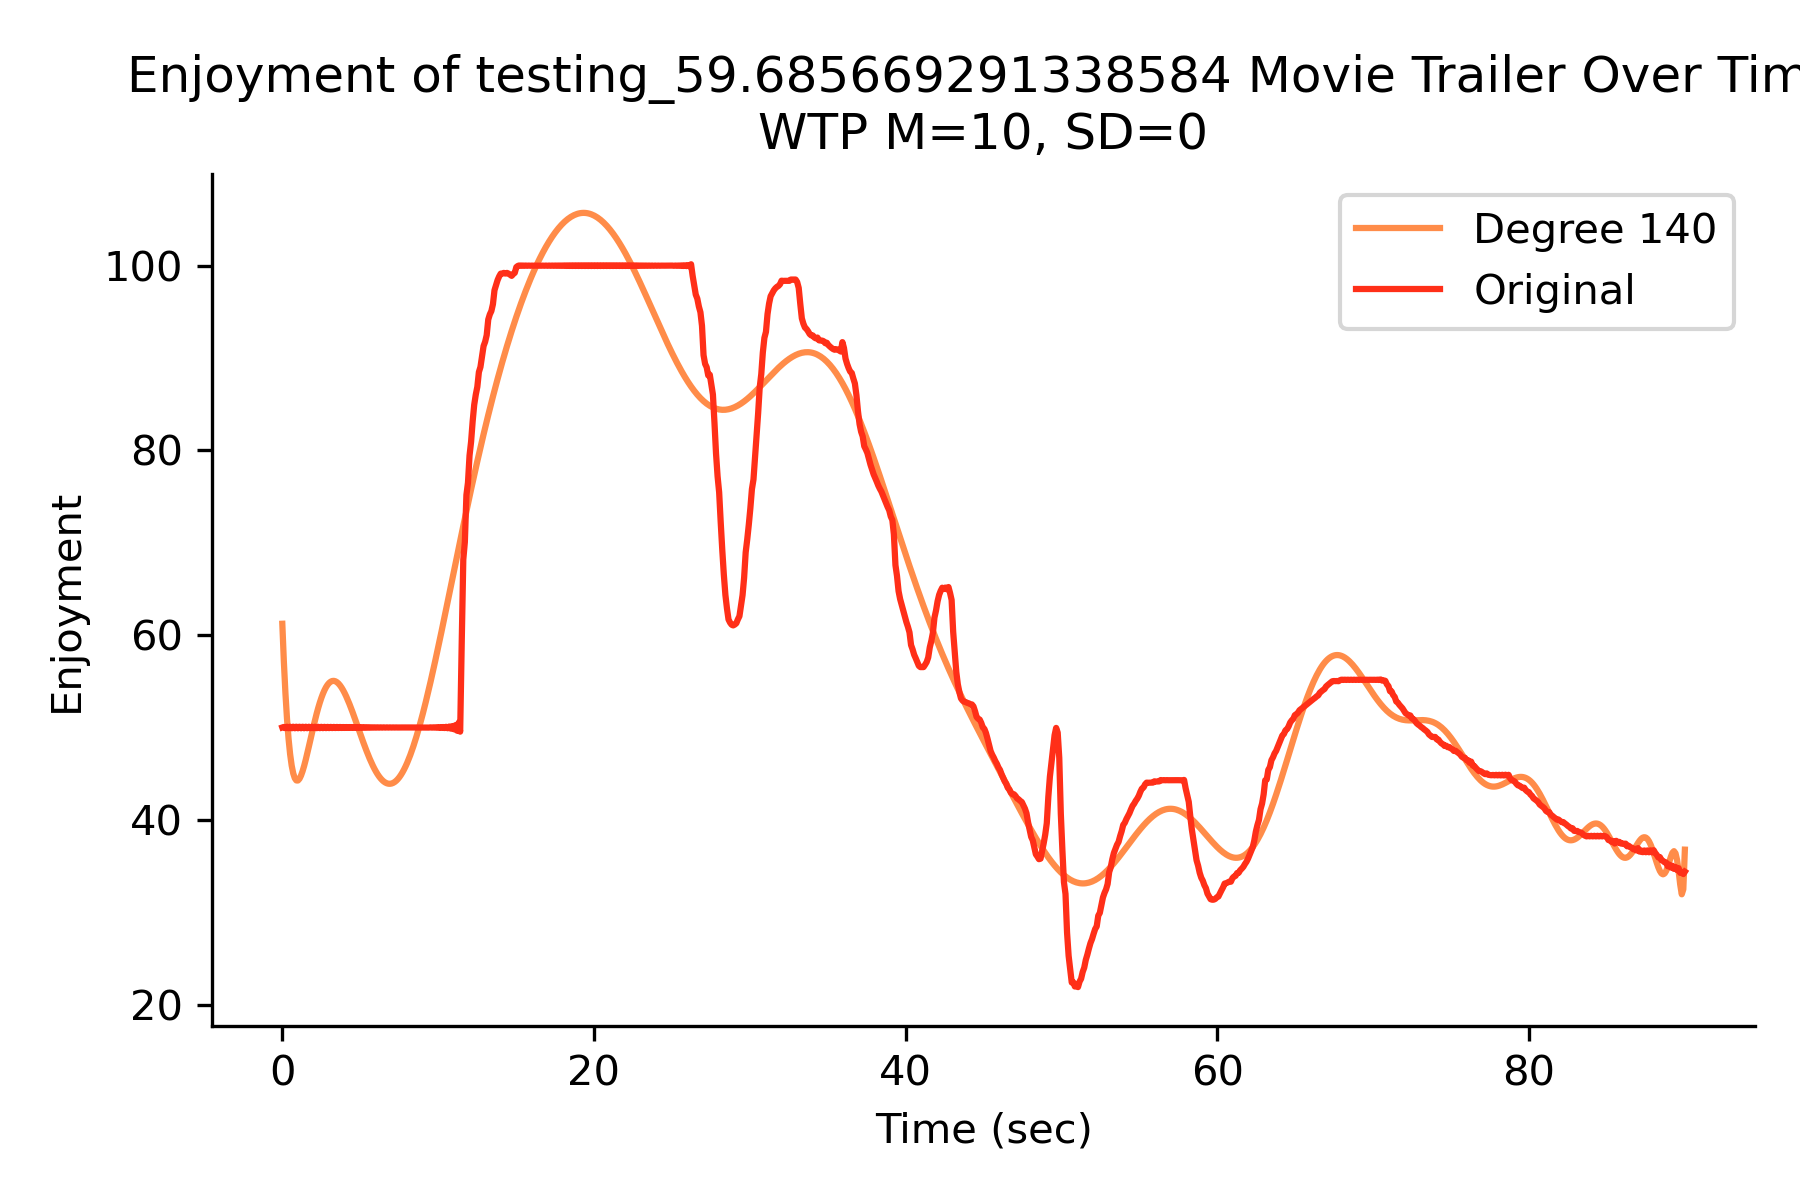 Enjoyment of testing_59.685669291338584 Movie Trailer Over Tim
WTP M=10, SD=0
Degree 140
Original
Enjoyment
100
80
60
40
20
0 20 40 60 80
Time (sec)